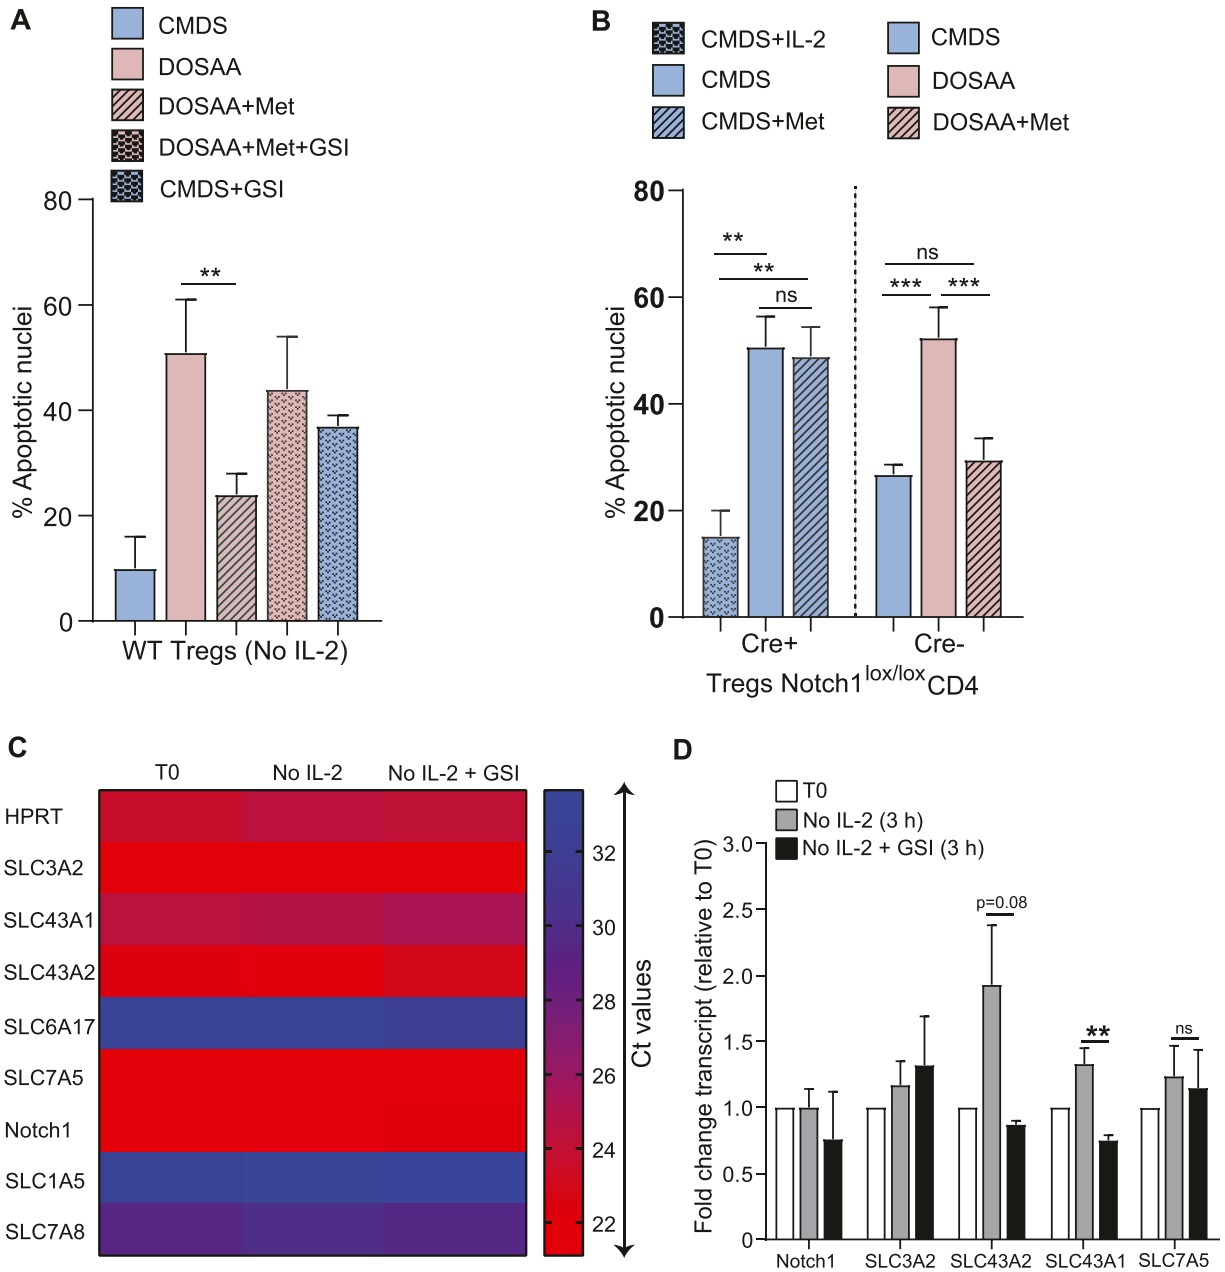 A
CMDS
DOSAA
DOSAA+Met
DOSAA+Met+GSI
CMDS+GSI
80
60
40
20
0
% Apoptotic nuclei
**
WT Tregs (No IL-2)
B
CMDS+IL-2
CMDS
CMDS+Met
CMDS
DOSAA
DOSAA+Met
80
60
40
20
0
% Apoptotic nuclei
**
**
ns
ns
***
***
Cre+
Cre-
Tregs Notch1lox/loxCD4
C
T0
No IL-2
No IL-2 + GSI
HPRT
SLC3A2
SLC43A1
SLC43A2
SLC6A17
SLC7A5
Notch1
SLC1A5
SLC7A8
32
30
28
26
24
22
Ct values
D
T0
No IL-2 (3 h)
No IL-2 + GSI (3 h)
3.0
2.5
2.0
1.5
1.0
0.5
0
Fold change transcript (relative to T0)
p=0.08
**
ns
Notch1
SLC3A2
SLC43A2
SLC43A1
SLC7A5